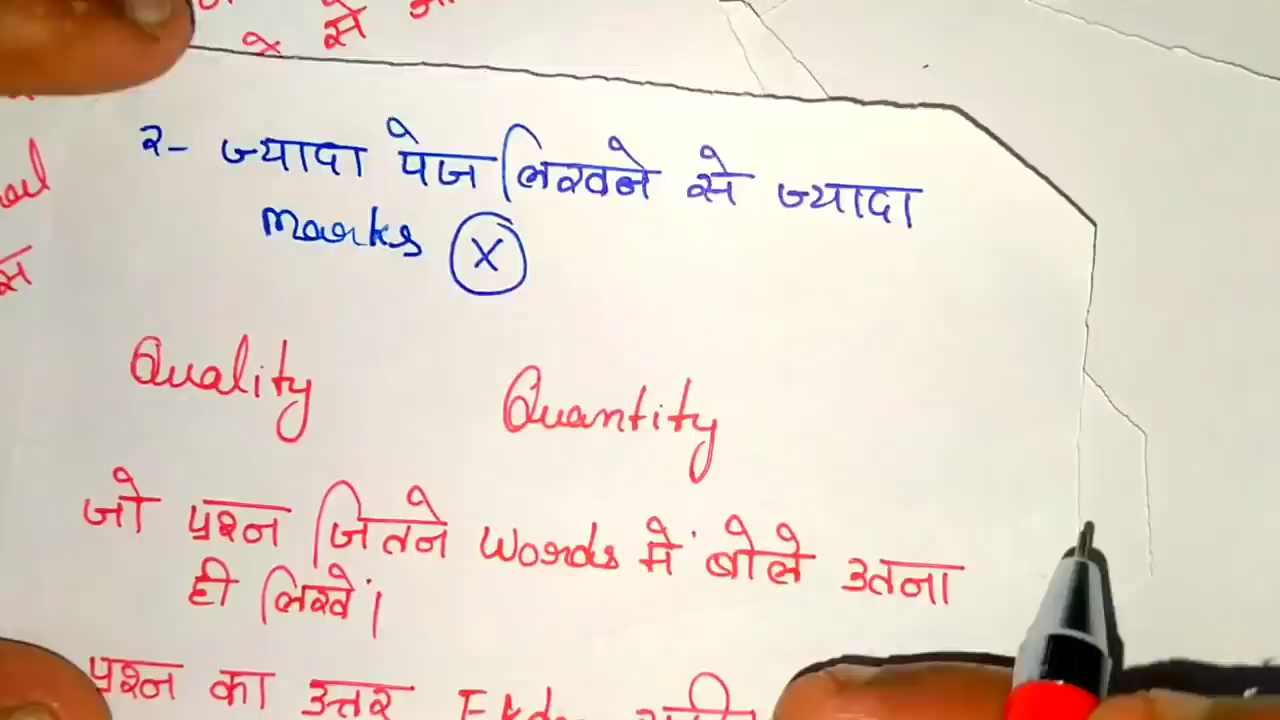 से
२- ज्यादा पेज लिखने से ज्यादा
Marks X
Quality Quantity
जो प्रश्न जितने Words में बोले उतना
ही लिखें।
प्रश्न का उत्तर